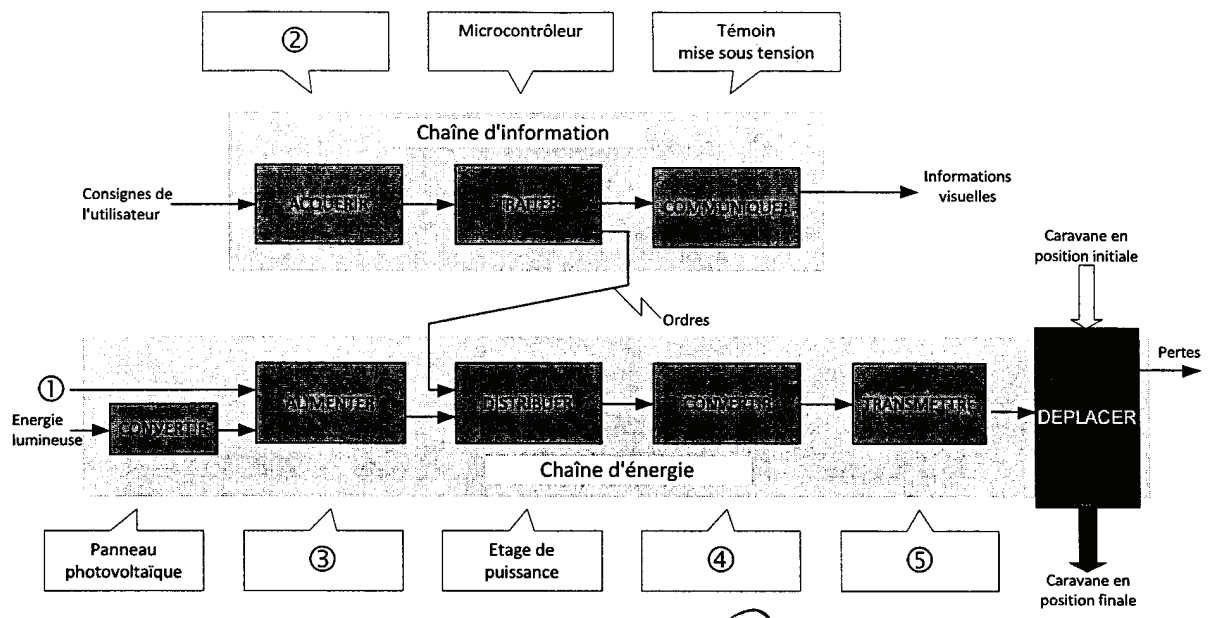 ②
Microcontrôleur
Témoin
mise sous tension
Chaîne d'information
Consignes de
l'utilisateur
ACQUERIR
TRAITER
COMMUNIQUER
Informations
visuelles
Caravane en
position initiale
Ordres
①
Energie
lumineuse
CONVERTIR
ALIMENTER
DISTRIBUER
CONVERTIR
TRANSMETTRE
DEPLACER
Pertes
Chaîne d'énergie
Panneau
photovoltaïque
③
Etage de
puissance
④
⑤
Caravane en
position finale